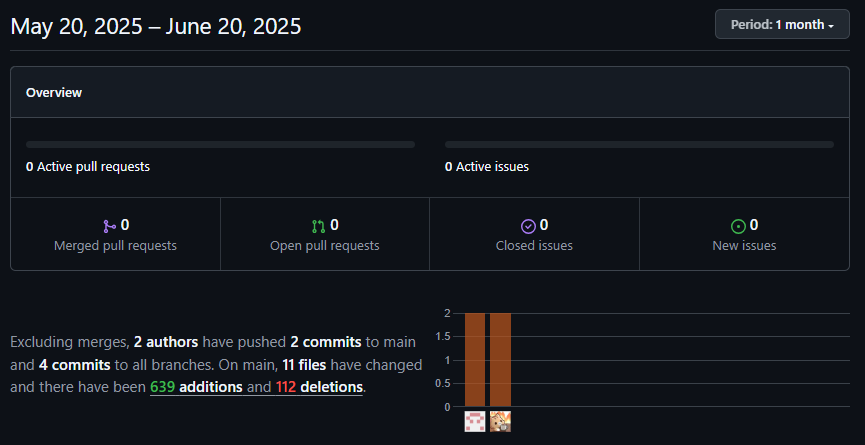 May 20, 2025 – June 20, 2025
Period: 1 month
Overview
0 Active pull requests
0 Active issues
0
Merged pull requests
0
Open pull requests
0
Closed issues
0
New issues
Excluding merges, 2 authors have pushed 2 commits to main
and 4 commits to all branches. On main, 11 files have changed
and there have been 639 additions and 112 deletions.
2
1.5
1
0.5
0